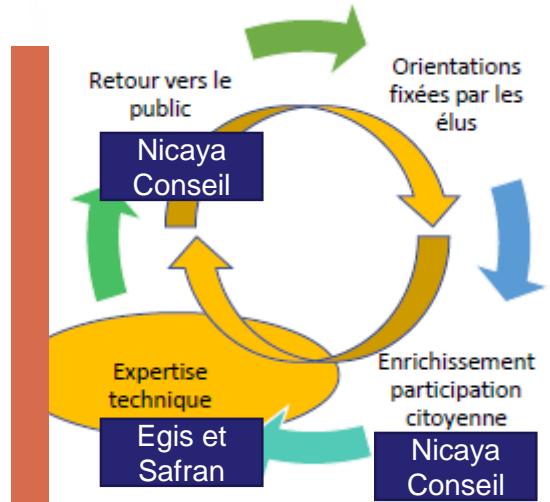 Retour vers le
public
Nicaya
Conseil
Orientations
fixées par les
élus
Enrichissement
participation
citoyenne
Nicaya
Conseil
Expertise
technique
Egis et
Safran